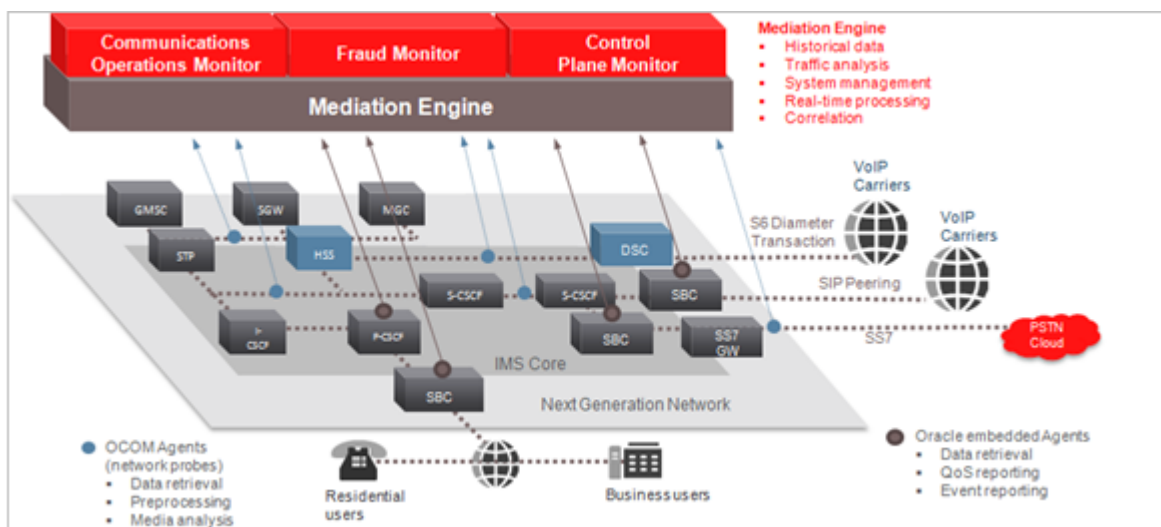 Communications
Operations Monitor
Fraud Monitor
Control
Plane Monitor
Mediation Engine
Mediation Engine
▪ Historical data
▪ Traffic analysis
▪ System management
▪ Real-time processing
▪ Correlation
VoIP
Carriers
VoIP
Carriers
GMSC
SGW
MGC
STP
HSS
DSC
S6 Diameter
Transaction
S-CSCF
S-CSCF
SBC
SIP Peering
I-
CSCF
P-CSCF
SBC
SS7
GW
SS7
PSTN
Cloud
IMS Core
SBC
Next Generation Network
OCOM Agents
(network probes)
▪ Data retrieval
▪ Preprocessing
▪ Media analysis
Residential
users
Business users
Oracle embedded Agents
▪ Data retrieval
▪ QoS reporting
▪ Event reporting